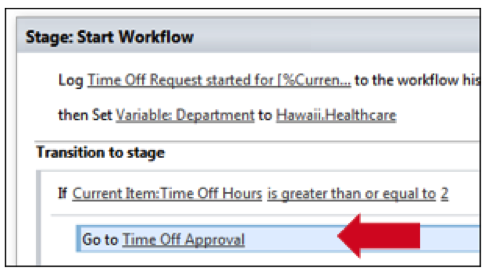 Stage: Start Workflow
Log Time Off Request started for [%Curren... to the workflow his
then Set Variable: Department to Hawaii.Healthcare
Transition to stage
If Current Item:Time Off Hours is greater than or equal to 2
Go to Time Off Approval